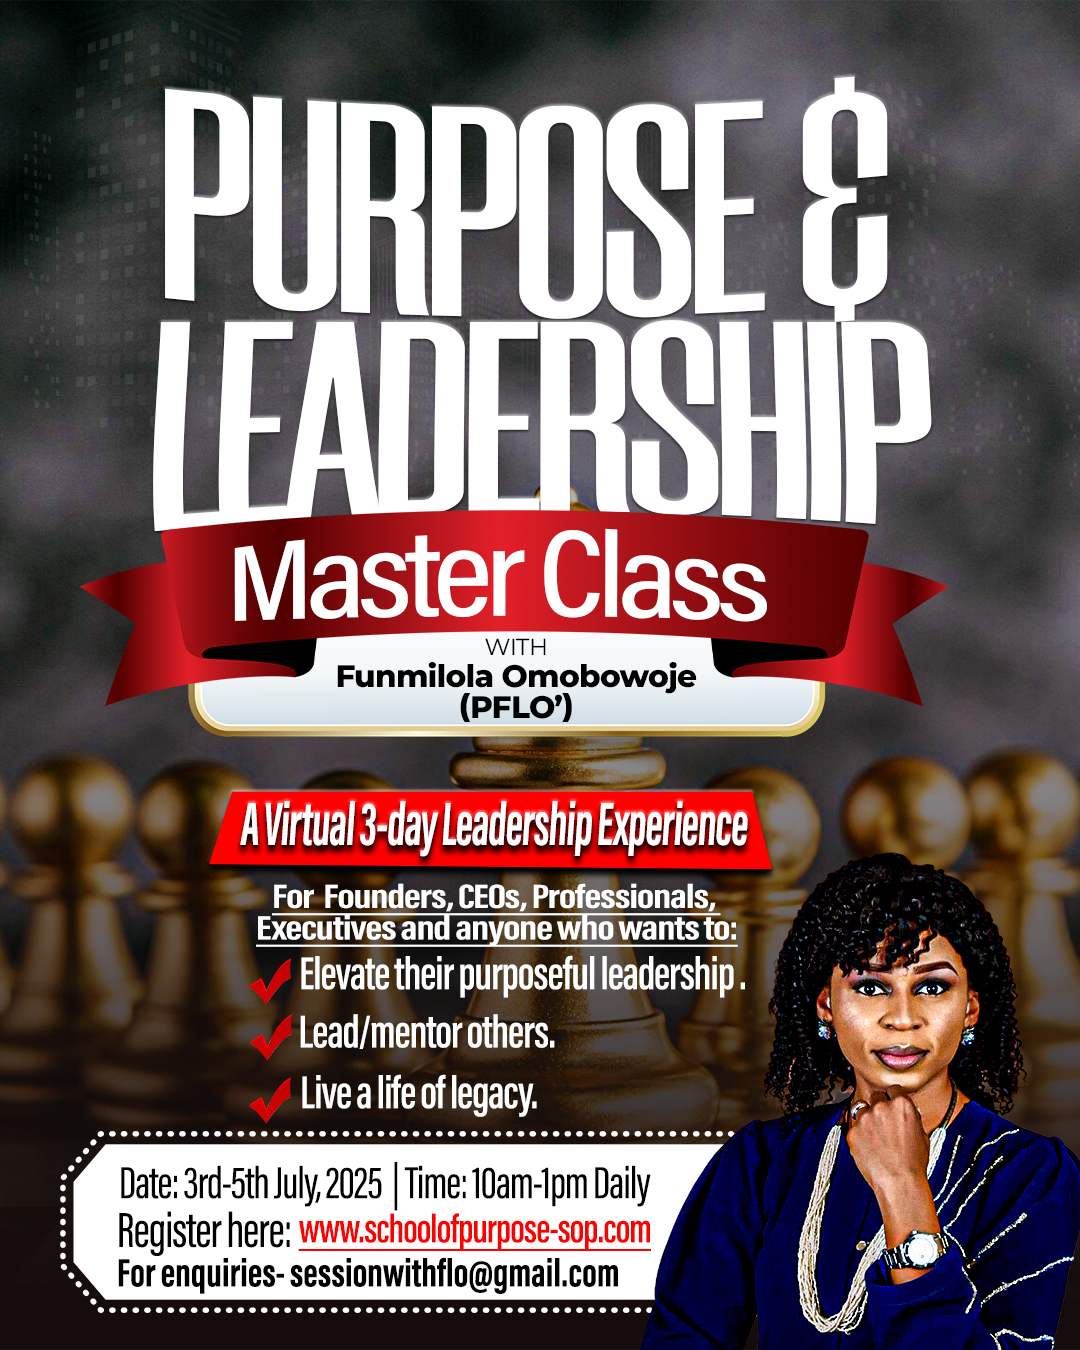 PURPOSE &
LEADERSHIP
Master Class
WITH
Funmilola Omobowoje
(PFLO’)
A Virtual 3-day Leadership Experience
For Founders, CEOs, Professionals,
Executives and anyone who wants to:
Elevate their purposeful leadership .
Lead/mentor others.
Live a life of legacy.
Date: 3rd-5th July, 2025 | Time: 10am-1pm Daily
Register here: www.schoolofpurpose-sop.com
For enquiries- sessionwithflo@gmail.com